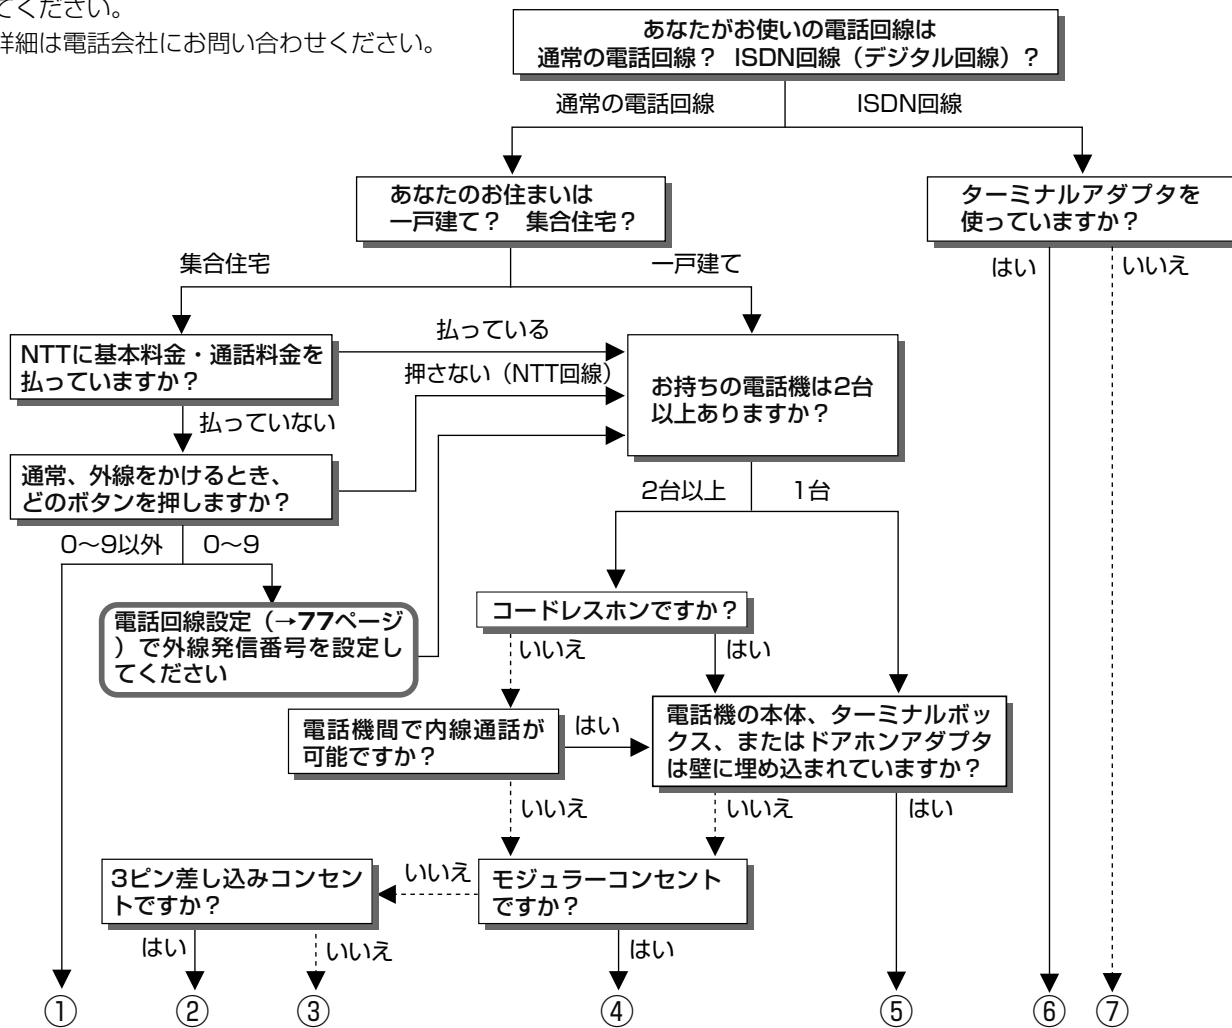 てください。
詳細は電話会社にお問い合わせください。
あなたがお使いの電話回線は
通常の電話回線？ ISDN回線（デジタル回線）？
通常の電話回線
ISDN回線
あなたのお住まいは
一戸建て？ 集合住宅？
ターミナルアダプタを
使っていますか？
集合住宅
一戸建て
はい
いいえ
NTTに基本料金・通話料金を
払っていますか？
払っている
押さない（NTT回線）
お持ちの電話機は2台
以上ありますか？
払っていない
通常、外線をかけるとき、
どのボタンを押しますか？
2台以上
1台
0〜9以外
0〜9
電話回線設定（→77ページ
）で外線発信番号を設定し
てください
コードレスホンですか？
いいえ
はい
電話機間で内線通話が
可能ですか？
はい
電話機の本体、ターミナルボッ
クス、またはドアホンアダプタ
は壁に埋め込まれていますか？
いいえ
いいえ
はい
3ピン差し込みコンセン
トですか？
いいえ
モジュラーコンセント
ですか？
はい
いいえ
はい
①
②
③
④
⑤
⑥
⑦